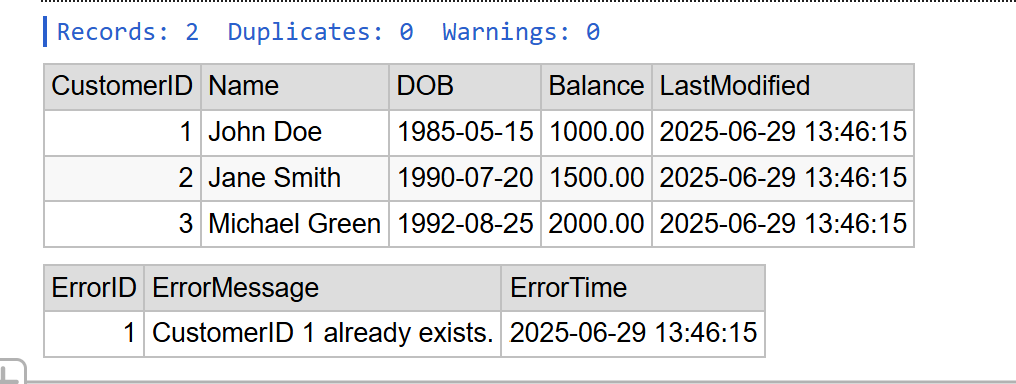 Records: 2  Duplicates: 0  Warnings: 0
CustomerID Name DOB Balance LastModified
1 John Doe 1985-05-15 1000.00 2025-06-29 13:46:15
2 Jane Smith 1990-07-20 1500.00 2025-06-29 13:46:15
3 Michael Green 1992-08-25 2000.00 2025-06-29 13:46:15
ErrorID ErrorMessage ErrorTime
1 CustomerID 1 already exists. 2025-06-29 13:46:15